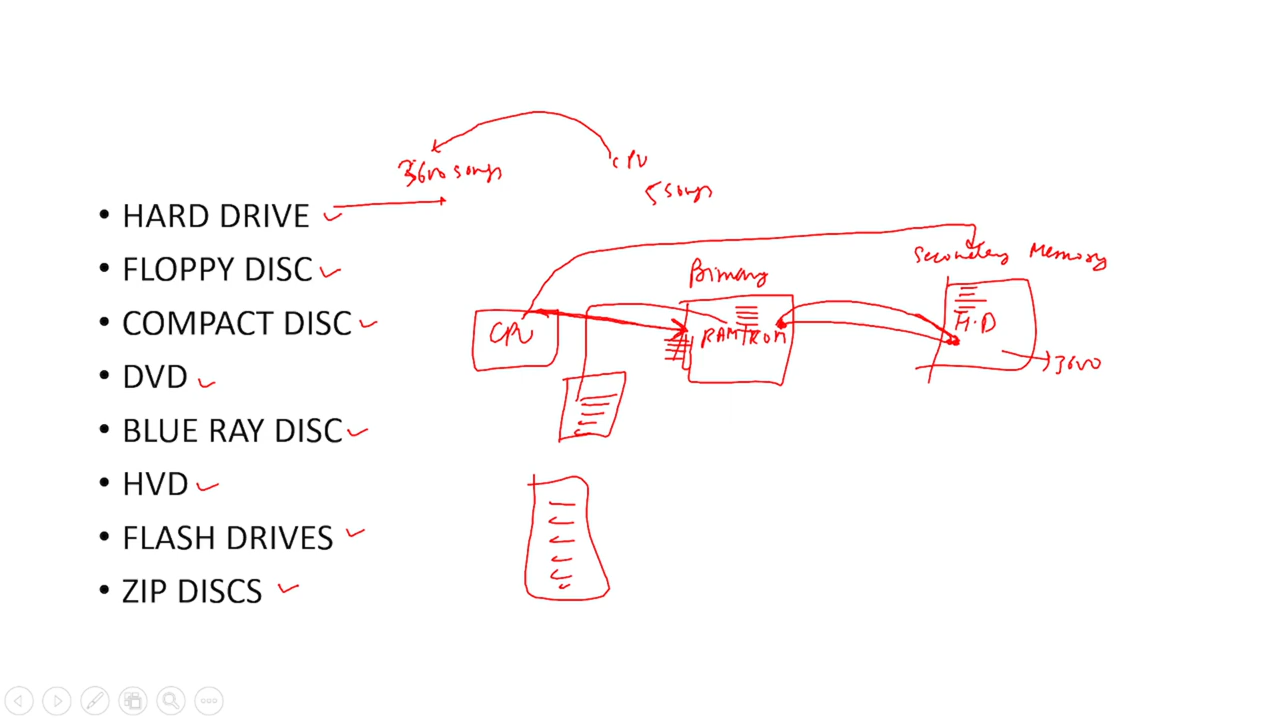 CPU
3600 songs
5 songs
• HARD DRIVE
Secondary Memory
• FLOPPY DISC
Primary
• COMPACT DISC
CPU
RAM+ROM
H.D
3600
• DVD
• BLUE RAY DISC
• HVD
• FLASH DRIVES
• ZIP DISCS